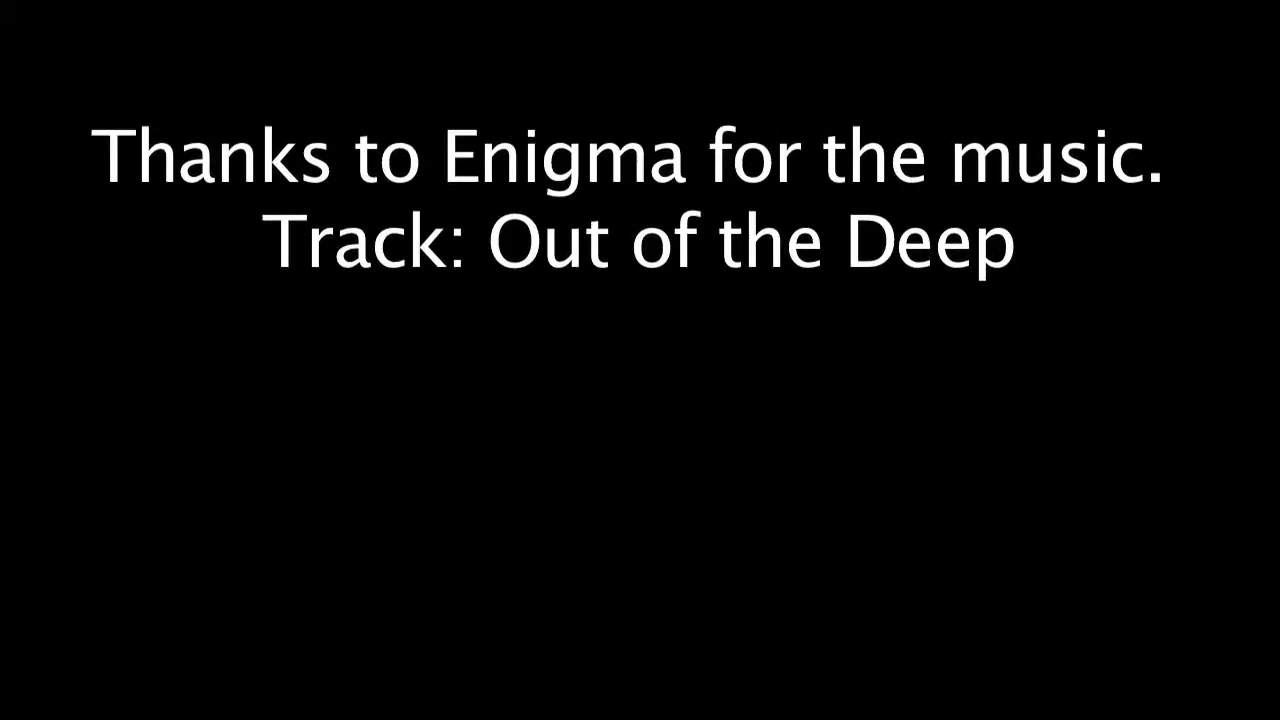 Thanks to Enigma for the music.
Track: Out of the Deep